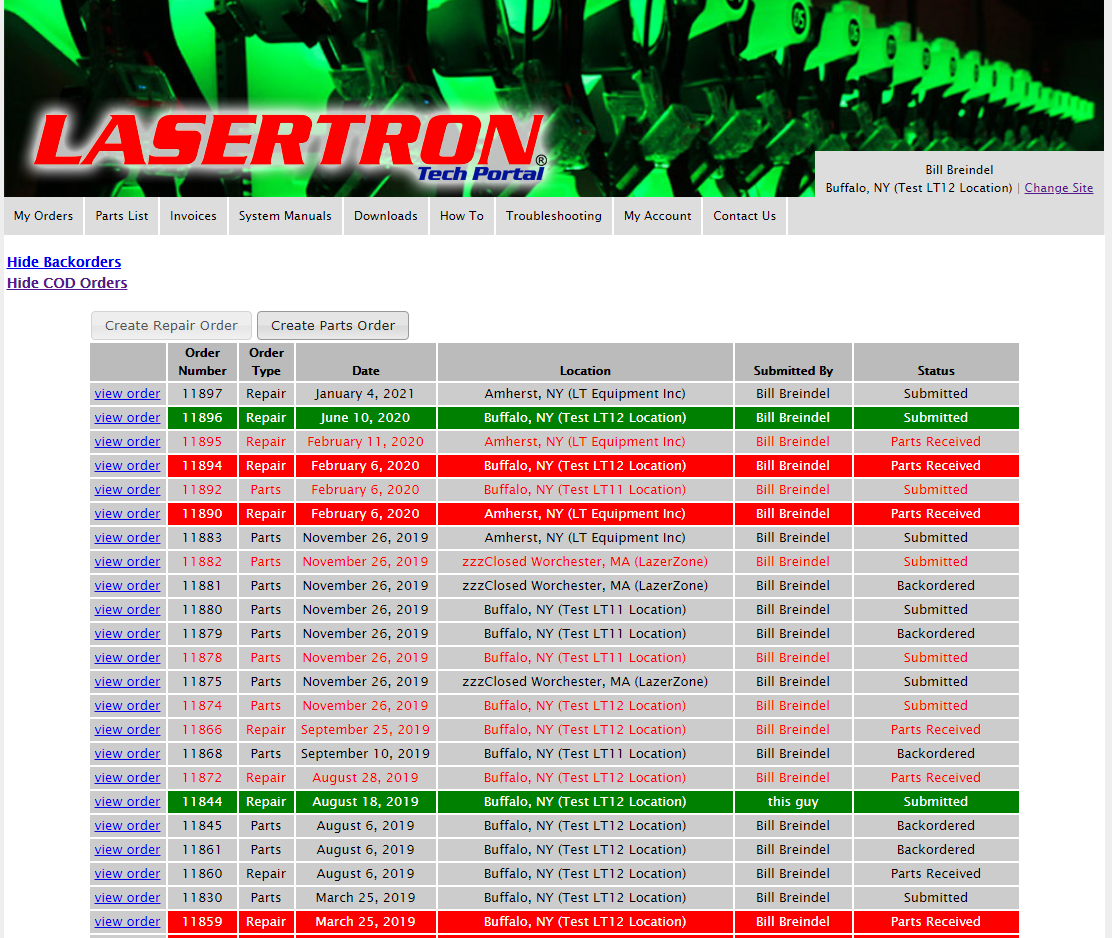 LASERTRON®
Tech Portal
Bill Breindel
Buffalo, NY (Test LT12 Location) | Change Site
My Orders Parts List Invoices System Manuals Downloads How To Troubleshooting My Account Contact Us
Hide Backorders
Hide COD Orders
Create Repair Order Create Parts Order
Order Number Order Type Date Location Submitted By Status
view order 11897 Repair January 4, 2021 Amherst, NY (LT Equipment Inc) Bill Breindel Submitted
view order 11896 Repair June 10, 2020 Buffalo, NY (Test LT12 Location) Bill Breindel Submitted
view order 11895 Repair February 11, 2020 Amherst, NY (LT Equipment Inc) Bill Breindel Parts Received
view order 11894 Repair February 6, 2020 Buffalo, NY (Test LT12 Location) Bill Breindel Parts Received
view order 11892 Parts February 6, 2020 Buffalo, NY (Test LT11 Location) Bill Breindel Submitted
view order 11890 Repair February 6, 2020 Amherst, NY (LT Equipment Inc) Bill Breindel Parts Received
view order 11883 Parts November 26, 2019 Amherst, NY (LT Equipment Inc) Bill Breindel Submitted
view order 11882 Parts November 26, 2019 zzzClosed Worchester, MA (LazerZone) Bill Breindel Submitted
view order 11881 Parts November 26, 2019 zzzClosed Worchester, MA (LazerZone) Bill Breindel Backordered
view order 11880 Parts November 26, 2019 Buffalo, NY (Test LT11 Location) Bill Breindel Submitted
view order 11879 Parts November 26, 2019 Buffalo, NY (Test LT11 Location) Bill Breindel Backordered
view order 11878 Parts November 26, 2019 Buffalo, NY (Test LT11 Location) Bill Breindel Submitted
view order 11875 Parts November 26, 2019 zzzClosed Worchester, MA (LazerZone) Bill Breindel Submitted
view order 11874 Parts November 26, 2019 Buffalo, NY (Test LT12 Location) Bill Breindel Submitted
view order 11866 Repair September 25, 2019 Buffalo, NY (Test LT12 Location) Bill Breindel Parts Received
view order 11868 Parts September 10, 2019 Buffalo, NY (Test LT11 Location) Bill Breindel Backordered
view order 11872 Repair August 28, 2019 Buffalo, NY (Test LT12 Location) Bill Breindel Parts Received
view order 11844 Repair August 18, 2019 Buffalo, NY (Test LT12 Location) this guy Submitted
view order 11845 Parts August 6, 2019 Buffalo, NY (Test LT12 Location) Bill Breindel Backordered
view order 11861 Parts August 6, 2019 Buffalo, NY (Test LT12 Location) Bill Breindel Backordered
view order 11860 Repair August 6, 2019 Buffalo, NY (Test LT12 Location) Bill Breindel Parts Received
view order 11830 Parts March 25, 2019 Buffalo, NY (Test LT12 Location) Bill Breindel Submitted
view order 11859 Repair March 25, 2019 Buffalo, NY (Test LT12 Location) Bill Breindel Parts Received